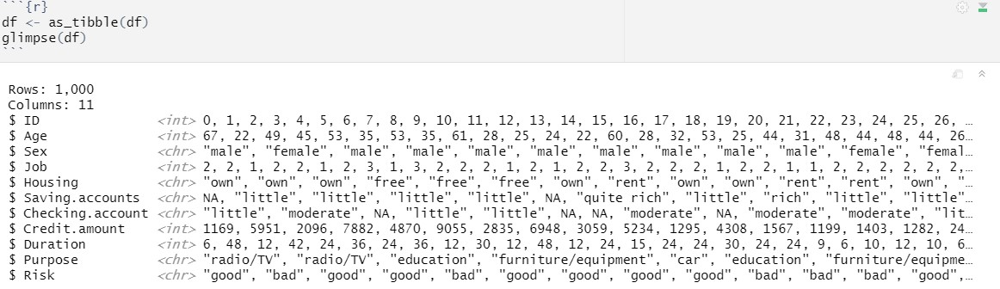 ```{r}
df <- as_tibble(df)
glimpse(df)
```
Rows: 1,000
Columns: 11
$ ID <int> 0, 1, 2, 3, 4, 5, 6, 7, 8, 9, 10, 11, 12, 13, 14, 15, 16, 17, 18, 19, 20, 21, 22, 23, 24, 25, 26, …
$ Age <int> 67, 22, 49, 45, 53, 35, 53, 35, 61, 28, 25, 24, 22, 60, 28, 32, 53, 25, 44, 31, 48, 44, 48, 44, 26…
$ Sex <chr> "male", "female", "male", "male", "male", "male", "male", "male", "male", "male", "female", "femal…
$ Job <int> 2, 2, 1, 2, 2, 1, 2, 3, 1, 3, 2, 2, 2, 1, 2, 1, 2, 2, 3, 2, 2, 2, 1, 2, 2, 1, 1, 2, 2, 2, 2, 2, 2,…
$ Housing <chr> "own", "own", "own", "free", "free", "free", "own", "rent", "own", "own", "rent", "rent", "own", "…
$ Saving.accounts <chr> NA, "little", "little", "little", "little", NA, "quite rich", "little", "rich", "little", "little"…
$ Checking.account <chr> "little", "moderate", NA, "little", "little", NA, NA, "moderate", NA, "moderate", "moderate", "lit…
$ Credit.amount <int> 1169, 5951, 2096, 7882, 4870, 9055, 2835, 6948, 3059, 5234, 1295, 4308, 1567, 1199, 1403, 1282, 24…
$ Duration <int> 6, 48, 12, 42, 24, 36, 24, 36, 12, 30, 12, 48, 12, 24, 15, 24, 24, 30, 24, 24, 9, 6, 10, 12, 10, 6…
$ Purpose <chr> "radio/TV", "radio/TV", "education", "furniture/equipment", "car", "education", "furniture/equipme…
$ Risk <chr> "good", "bad", "good", "good", "bad", "good", "good", "good", "good", "bad", "bad", "bad", "good",…